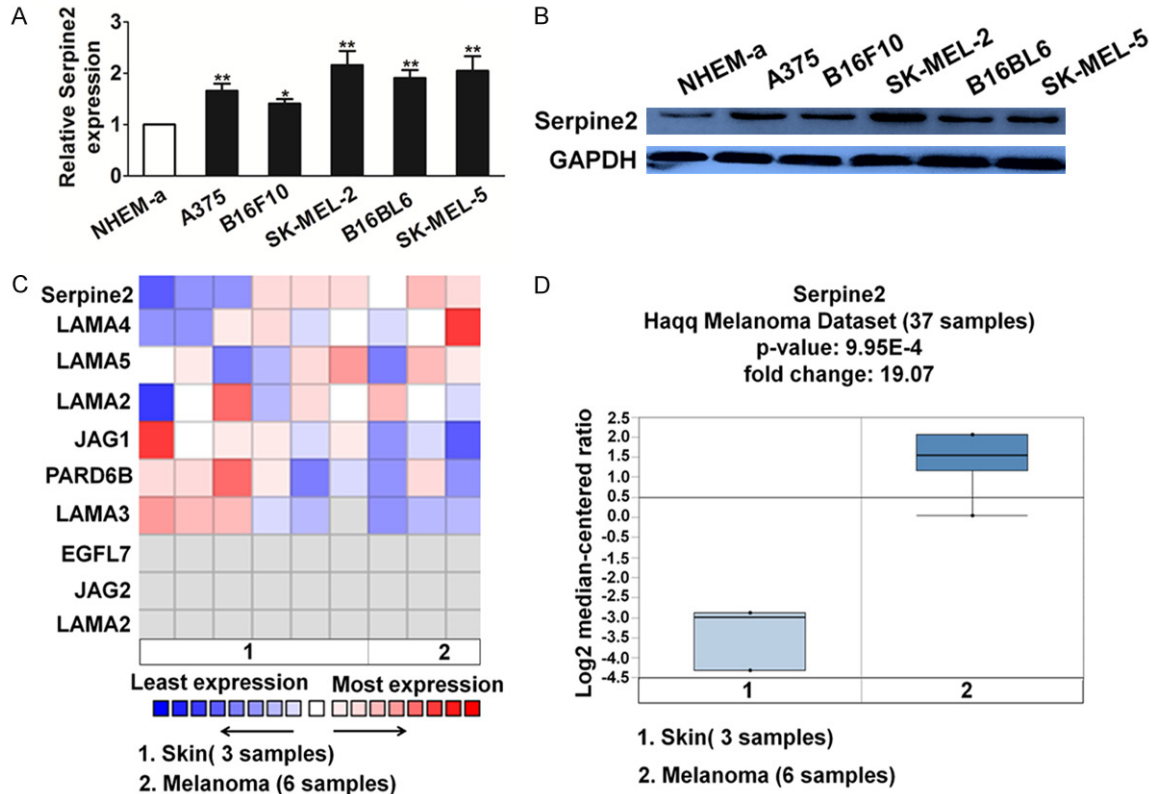 A
Relative Serpine2
expression
3
2
1
0
**
*
**
**
**
NHEM-a
A375
B16F10
SK-MEL-2
B16BL6
SK-MEL-5
B
NHEM-a
A375
B16F10
SK-MEL-2
B16BL6
SK-MEL-5
Serpine2
GAPDH
C
Serpine2
LAMA4
LAMA5
LAMA2
JAG1
PARD6B
LAMA3
EGFL7
JAG2
LAMA2
1
2
Least expression
Most expression
1. Skin( 3 samples)
2. Melanoma (6 samples)
D
Serpine2
Haqq Melanoma Dataset (37 samples)
p-value: 9.95E-4
fold change: 19.07
Log2 median-centered ratio
2.5
2.0
1.5
1.0
0.5
0.0
-0.5
-1.5
-2.0
-2.5
-3.0
-3.5
-4.0
-4.5
1
2
1. Skin( 3 samples)
2. Melanoma (6 samples)